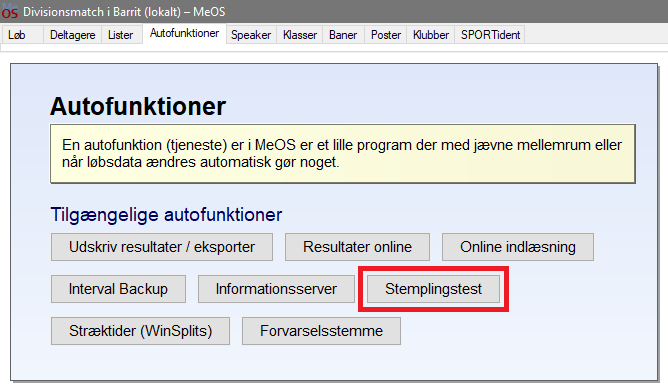 MeOS Divisionsmatch i Barrit (lokalt) – MeOS
Løb Deltagere Lister Autofunktioner Speaker Klasser Baner Poster Klubber SPORTident
Autofunktioner
En autofunktion (tjeneste) er i MeOS er et lille program der med jævne mellemrum eller
når løbsdata ændres automatisk gør noget.
Tilgængelige autofunktioner
Udskriv resultater / eksporter Resultater online Online indlæsning
Interval Backup Informationsserver Stemplingstest
Stræktider (WinSplits) Forvarselsstemme